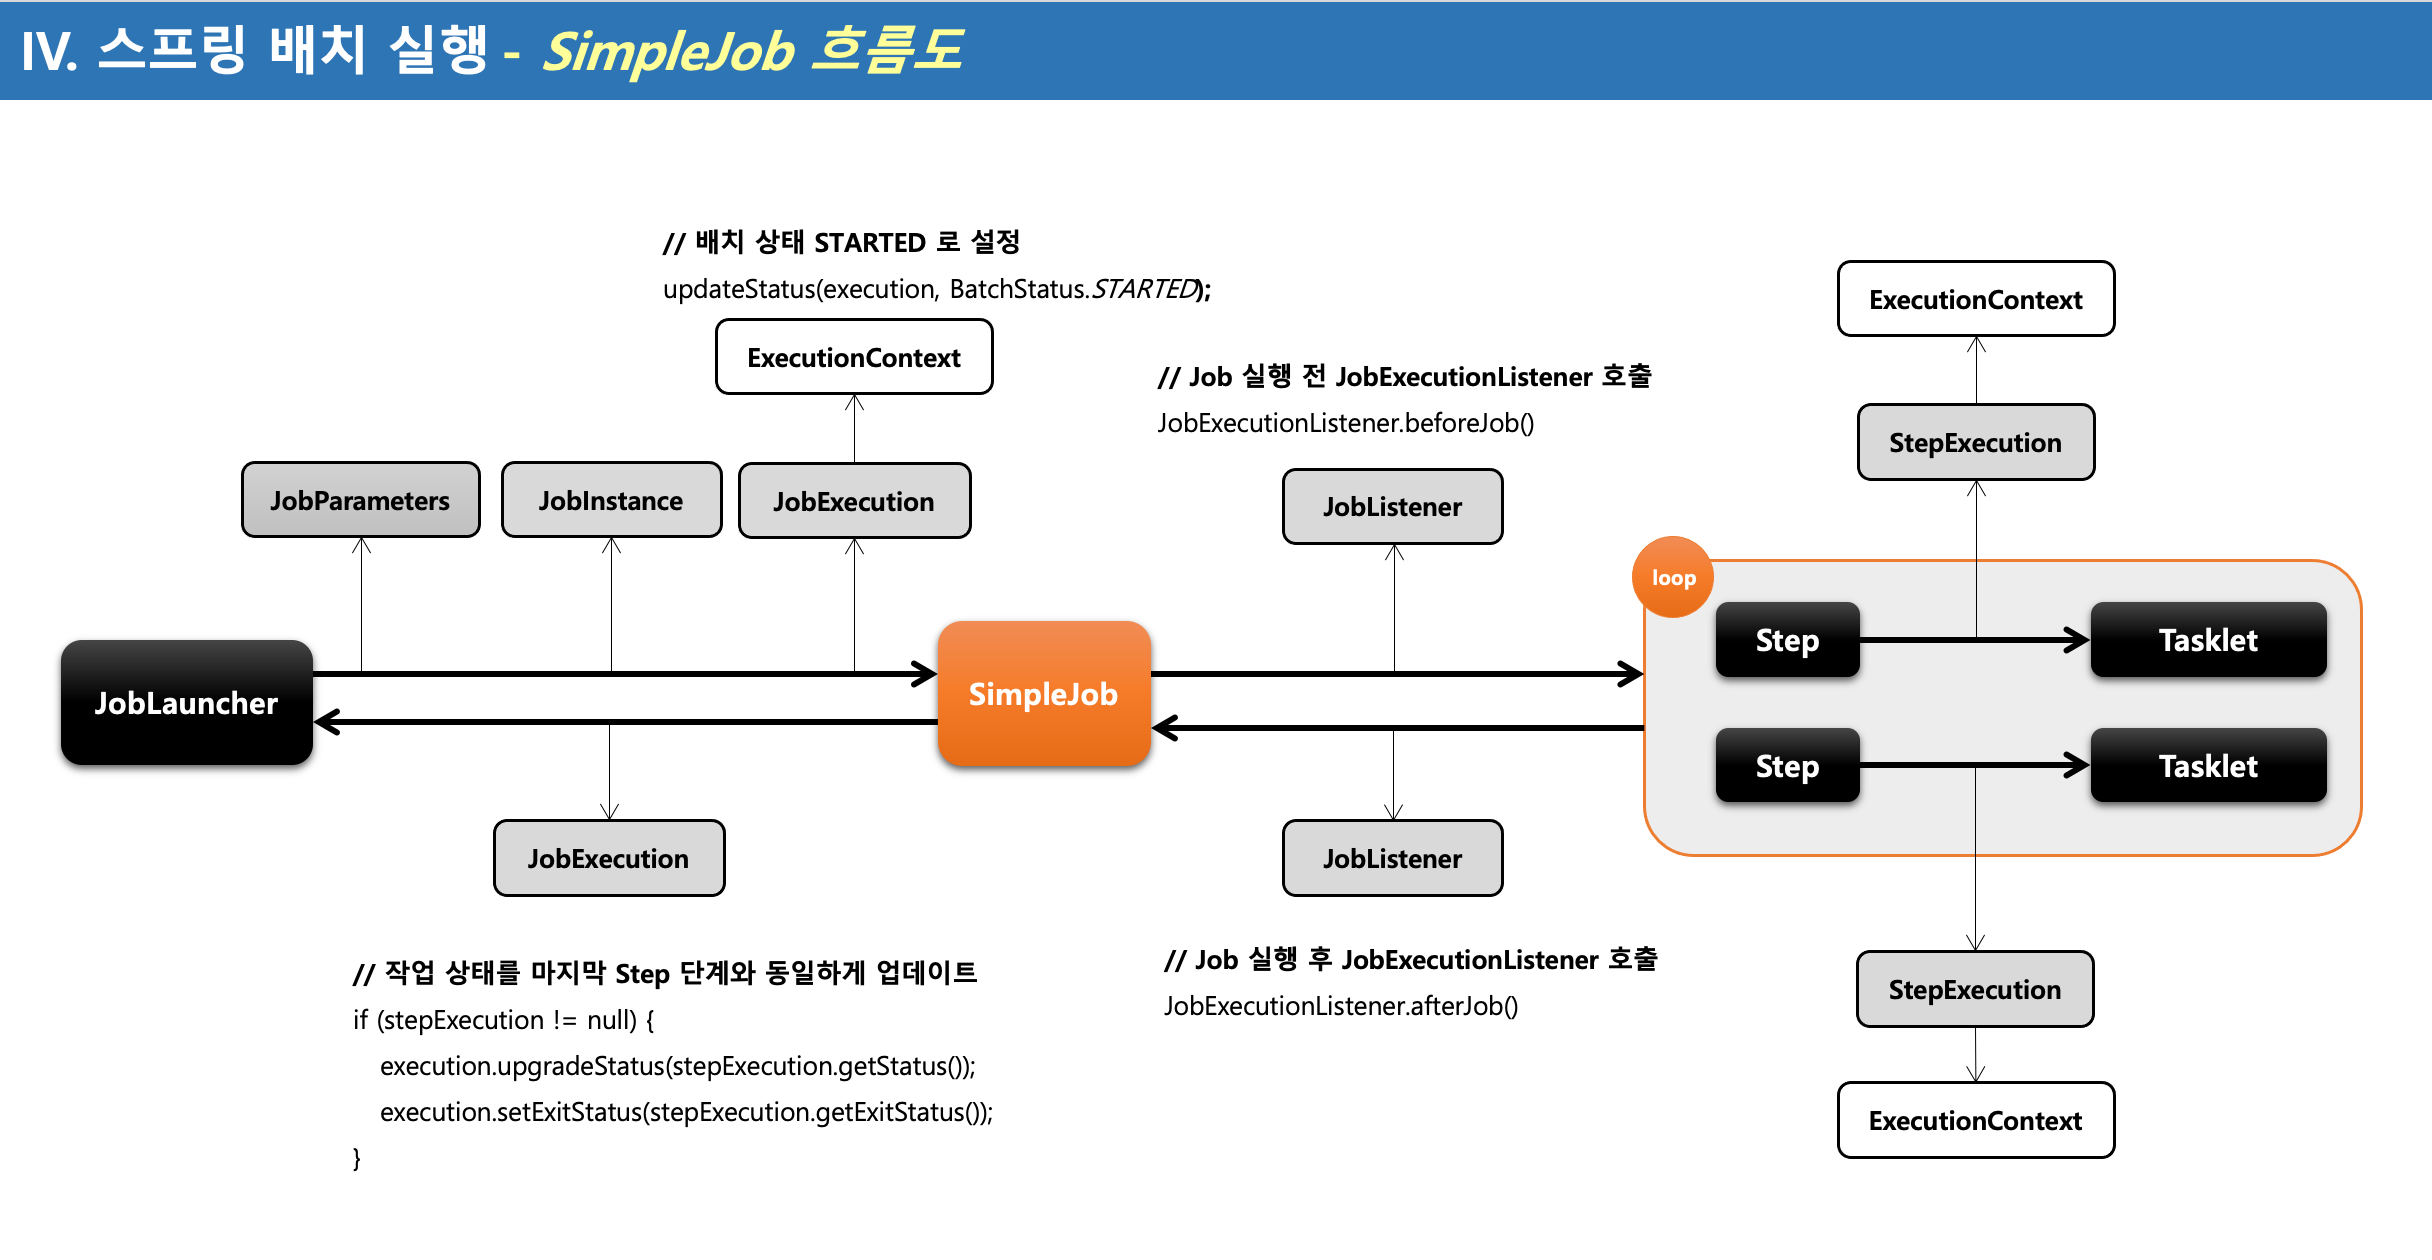 IV. 스프링 배치 실행 - SimpleJob 흐름도
// 배치 상태 STARTED 로 설정
updateStatus(execution, BatchStatus.STARTED);
ExecutionContext
// Job 실행 전 JobExecutionListener 호출
JobExecutionListener.beforeJob()
ExecutionContext
StepExecution
JobParameters
JobInstance
JobExecution
JobListener
loop
Step
Tasklet
JobLauncher
SimpleJob
Step
Tasklet
JobExecution
JobListener
// 작업 상태를 마지막 Step 단계와 동일하게 업데이트
if (stepExecution != null) {
execution.upgradeStatus(stepExecution.getStatus());
execution.setExitStatus(stepExecution.getExitStatus());
}
// Job 실행 후 JobExecutionListener 호출
JobExecutionListener.afterJob()
StepExecution
ExecutionContext